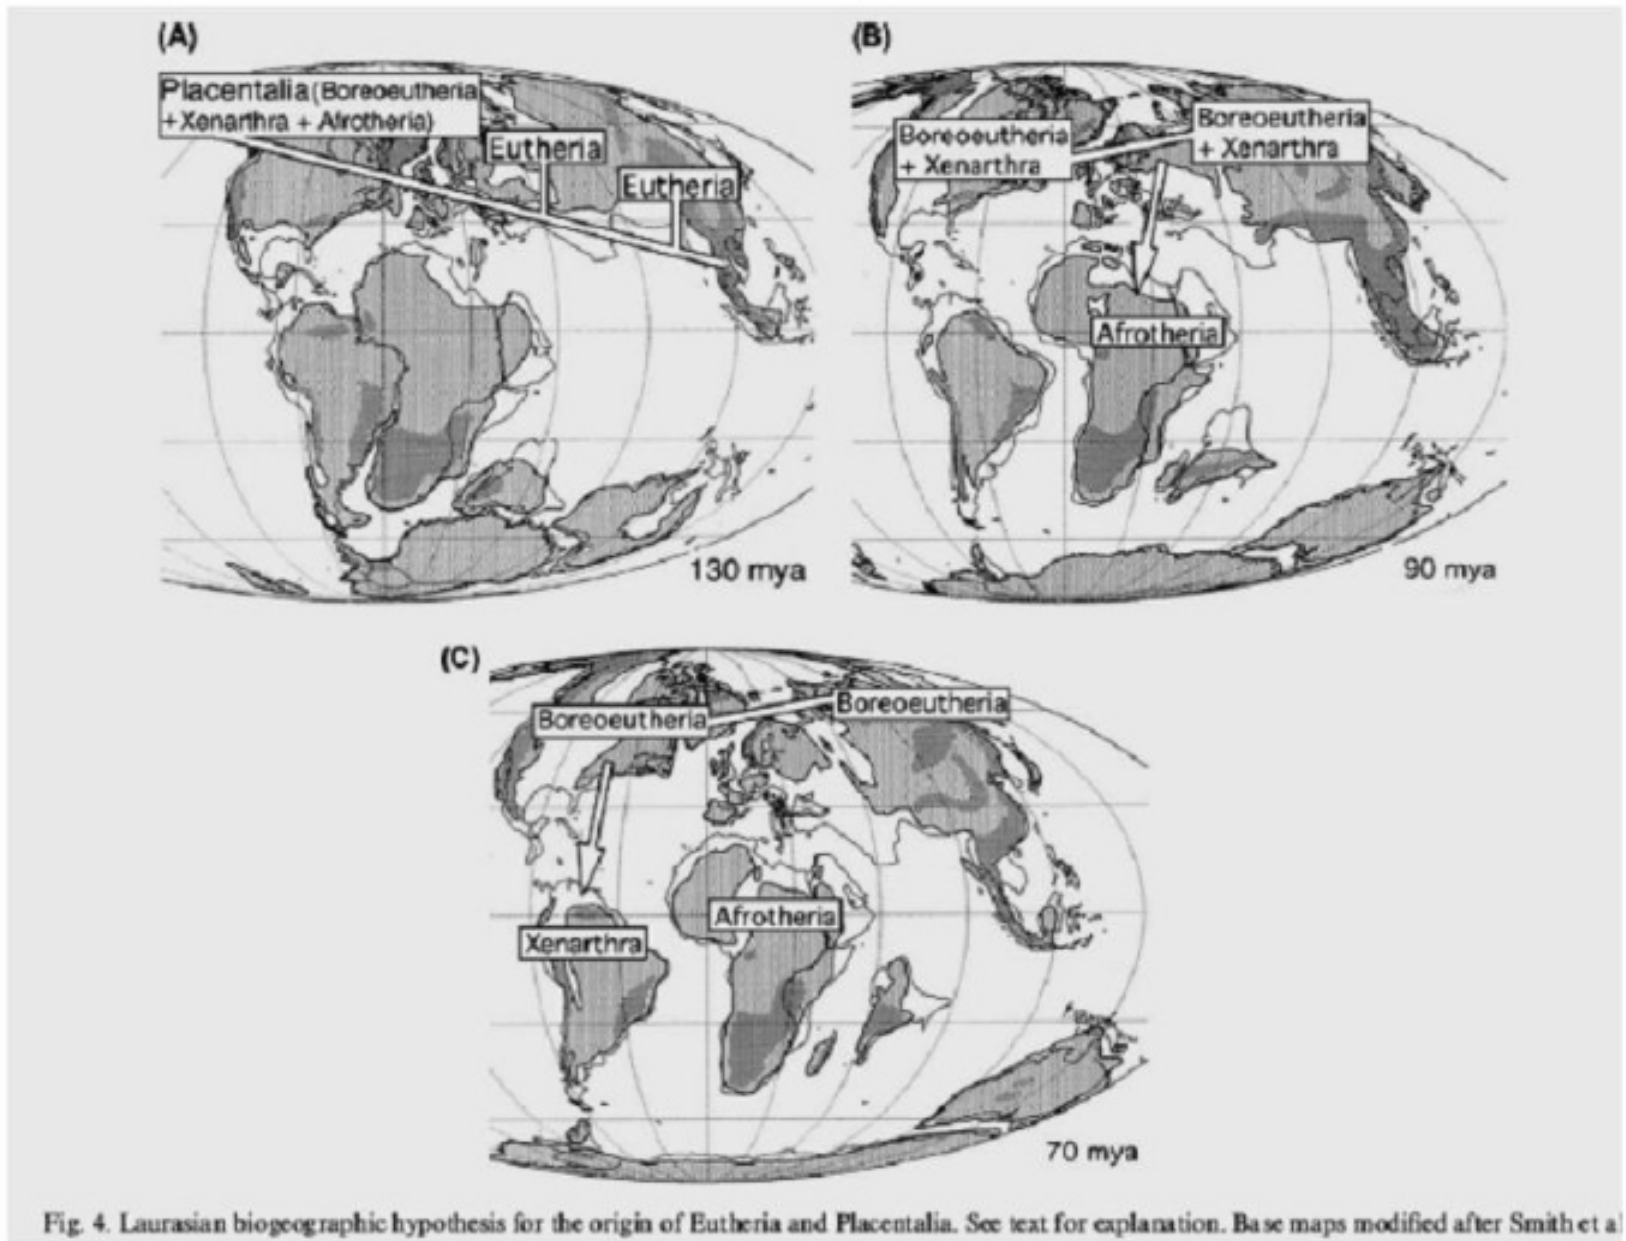 (A)
Placentalia (Boreoeutheria
+Xenarthra + Afrotheria)
Eutheria
Eutheria
130 mya
(B)
Boreoeutheria
+ Xenarthra
Boreoeutheria
+ Xenarthra
Afrotheria
90 mya
(C)
Boreoeutheria
Boreoeutheria
Xenarthra
Afrotheria
70 mya
Fig. 4. Laurasian biogeographic hypothesis for the origin of Eutheria and Placentalia. See text for explanation. Base maps modified after Smith et al